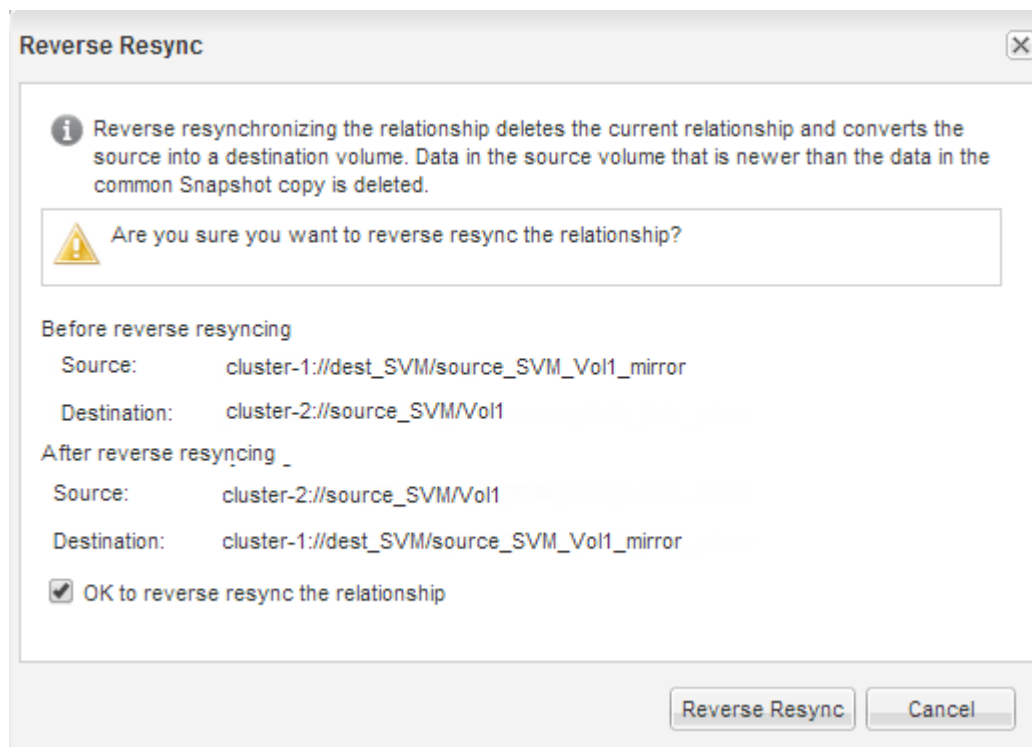 Reverse Resync
Reverse resynchronizing the relationship deletes the current relationship and converts the
source into a destination volume. Data in the source volume that is newer than the data in the
common Snapshot copy is deleted.
Are you sure you want to reverse resync the relationship?
Before reverse resyncing
Source: cluster-1://dest_SVM/source_SVM_Vol1_mirror
Destination: cluster-2://source_SVM/Vol1
After reverse resyncing
Source: cluster-2://source_SVM/Vol1
Destination: cluster-1://dest_SVM/source_SVM_Vol1_mirror
OK to reverse resync the relationship
Reverse Resync Cancel